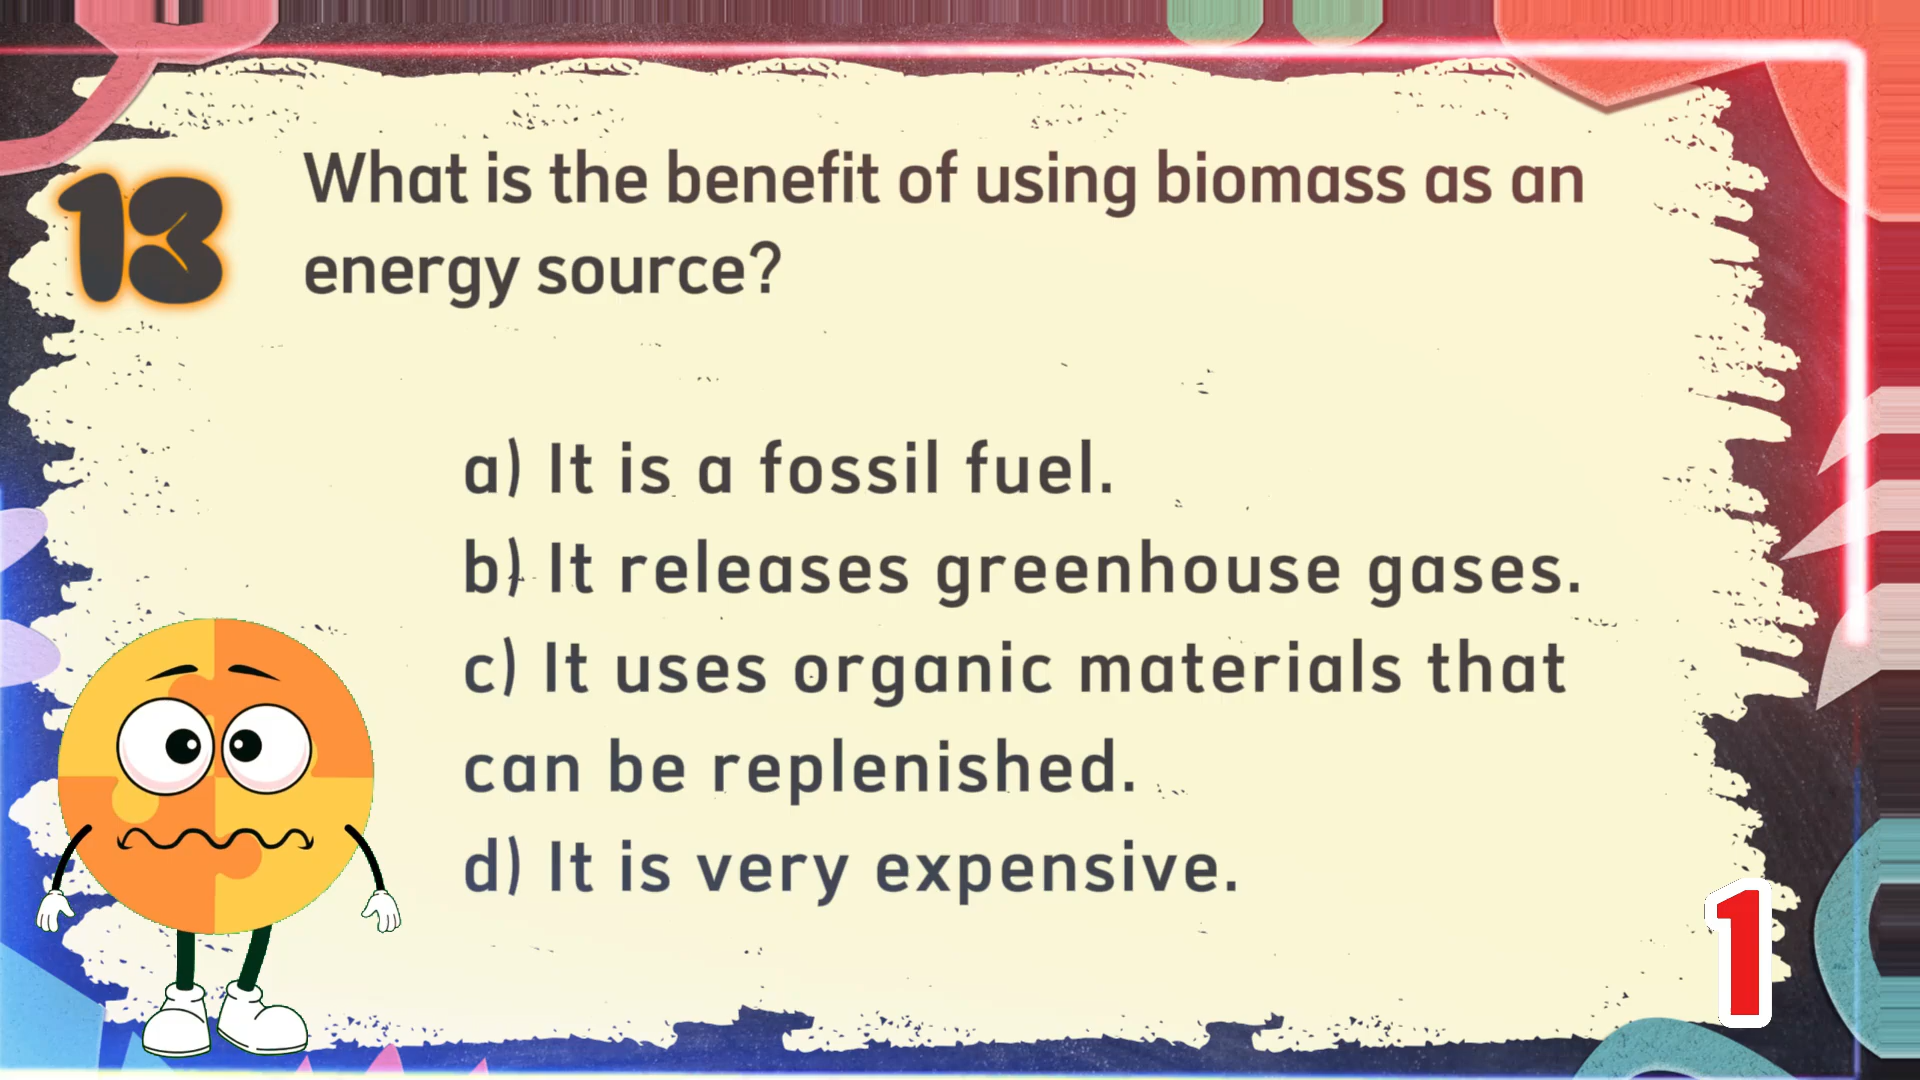 13
What is the benefit of using biomass as an
energy source?
a) It is a fossil fuel.
b) It releases greenhouse gases.
c) It uses organic materials that
can be replenished.
d) It is very expensive.
1